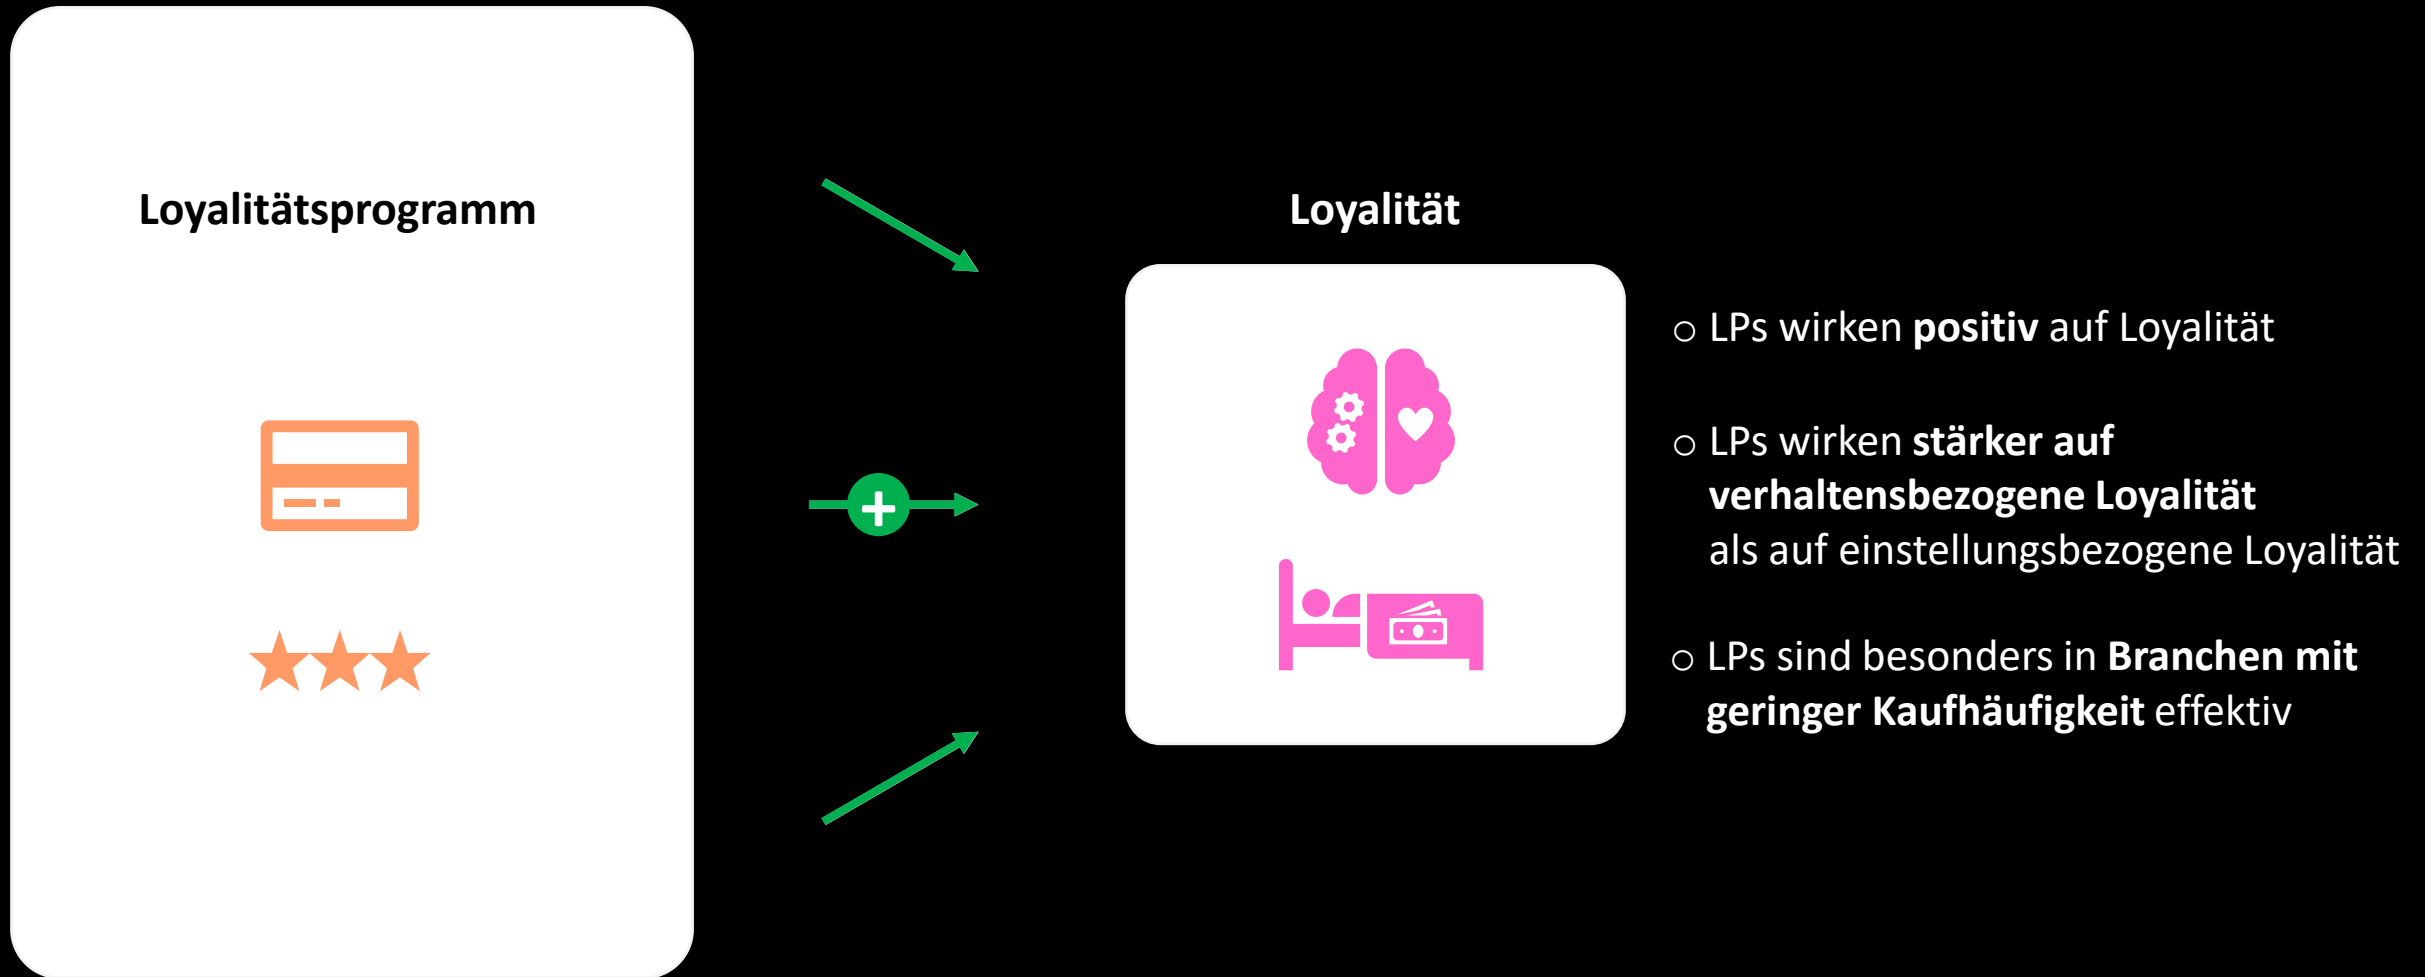 Loyalitätsprogramm
Loyalität
○ LPs wirken positiv auf Loyalität
○ LPs wirken stärker auf
verhaltensbezogene Loyalität
als auf einstellungsbezogene Loyalität
○ LPs sind besonders in Branchen mit
geringer Kaufhäufigkeit effektiv
+